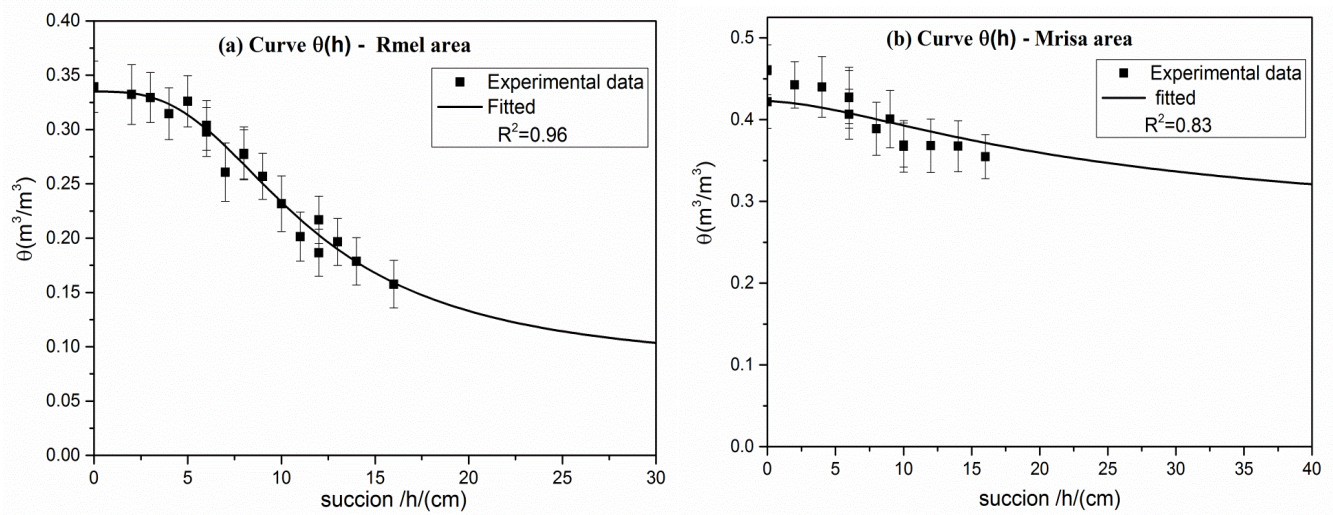 (a) Curve θ(h) - Rmel area
Experimental data
Fitted
R²=0.96
0.40
0.35
0.30
0.25
0.20
0.15
0.10
0.05
0.00
θ(m³/m³)
0 5 10 15 20 25 30
succion /h/(cm)
(b) Curve θ(h) - Mrisa area
Experimental data
fitted
R²=0.83
0.5
0.4
0.3
0.2
0.1
0.0
θ(m³/m³)
0 5 10 15 20 25 30 35 40
succion /h/(cm)